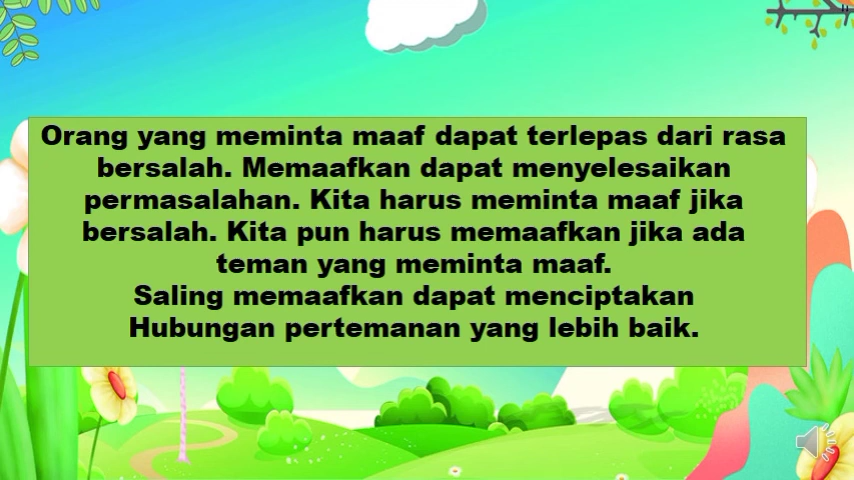 Orang yang meminta maaf dapat terlepas dari rasa
bersalah. Memaafkan dapat menyelesaikan
permasalahan. Kita harus meminta maaf jika
bersalah. Kita pun harus memaafkan jika ada
teman yang meminta maaf.
Saling memaafkan dapat menciptakan
Hubungan pertemanan yang lebih baik.